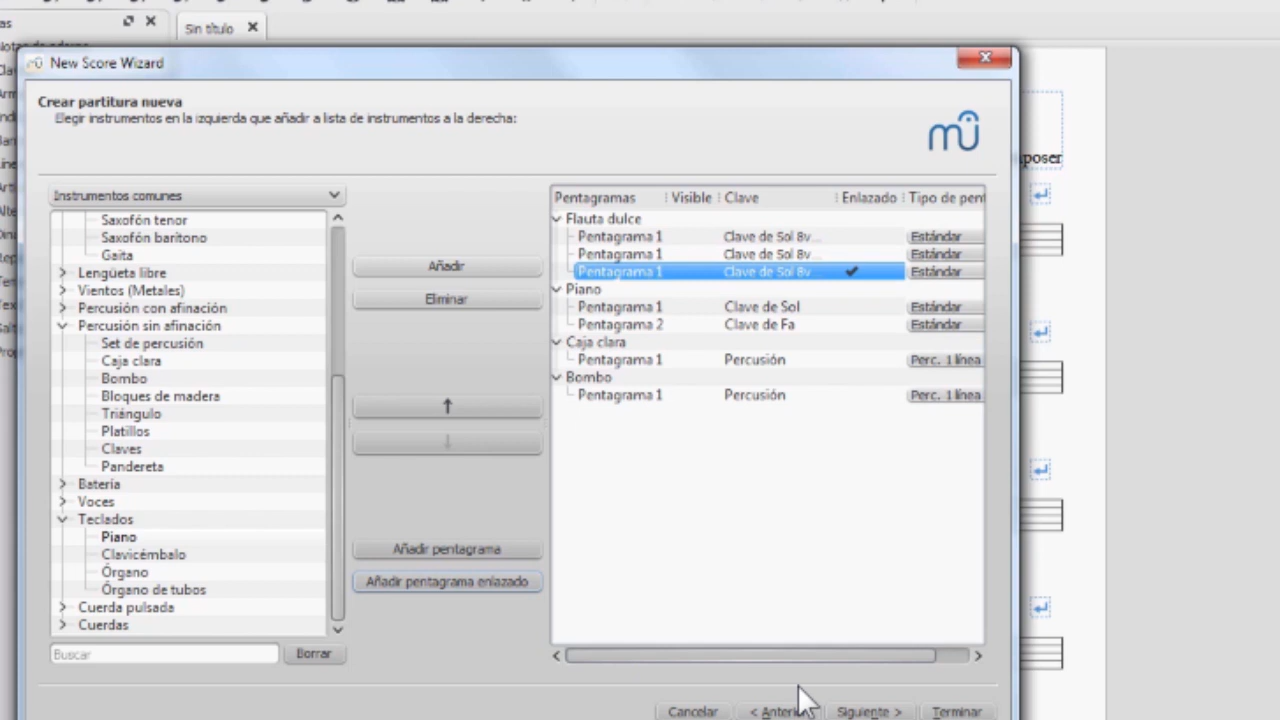 as
Sin título
New Score Wizard
Crear partitura nueva
Elegir instrumentos en la izquierda que añadir a lista de instrumentos a la derecha:
poser
Instrumentos comunes
Saxofón tenor
Saxofón barítono
Gaita
Lengüeta libre
Vientos (Metales)
Percusión con afinación
Percusión sin afinación
Set de percusión
Caja clara
Bombo
Bloques de madera
Triángulo
Platillos
Claves
Pandereta
Batería
Voces
Teclados
Piano
Clavicémbalo
Órgano
Órgano de tubos
Cuerda pulsada
Cuerdas
Buscar
Borrar
Añadir
Eliminar
Añadir pentagrama
Añadir pentagrama enlazado
Pentagramas Visible Clave Enlazado Tipo de pent
Flauta dulce
Pentagrama 1 Clave de Sol 8v... Estándar
Pentagrama 1 Clave de Sol 8v... Estándar
Pentagrama 1 Clave de Sol 8v... Estándar
Piano
Pentagrama 1 Clave de Sol Estándar
Pentagrama 2 Clave de Fa Estándar
Caja clara
Pentagrama 1 Percusión Perc. 1 línea
Bombo
Pentagrama 1 Percusión Perc. 1 línea
Cancelar < Anterior Siguiente > Terminar